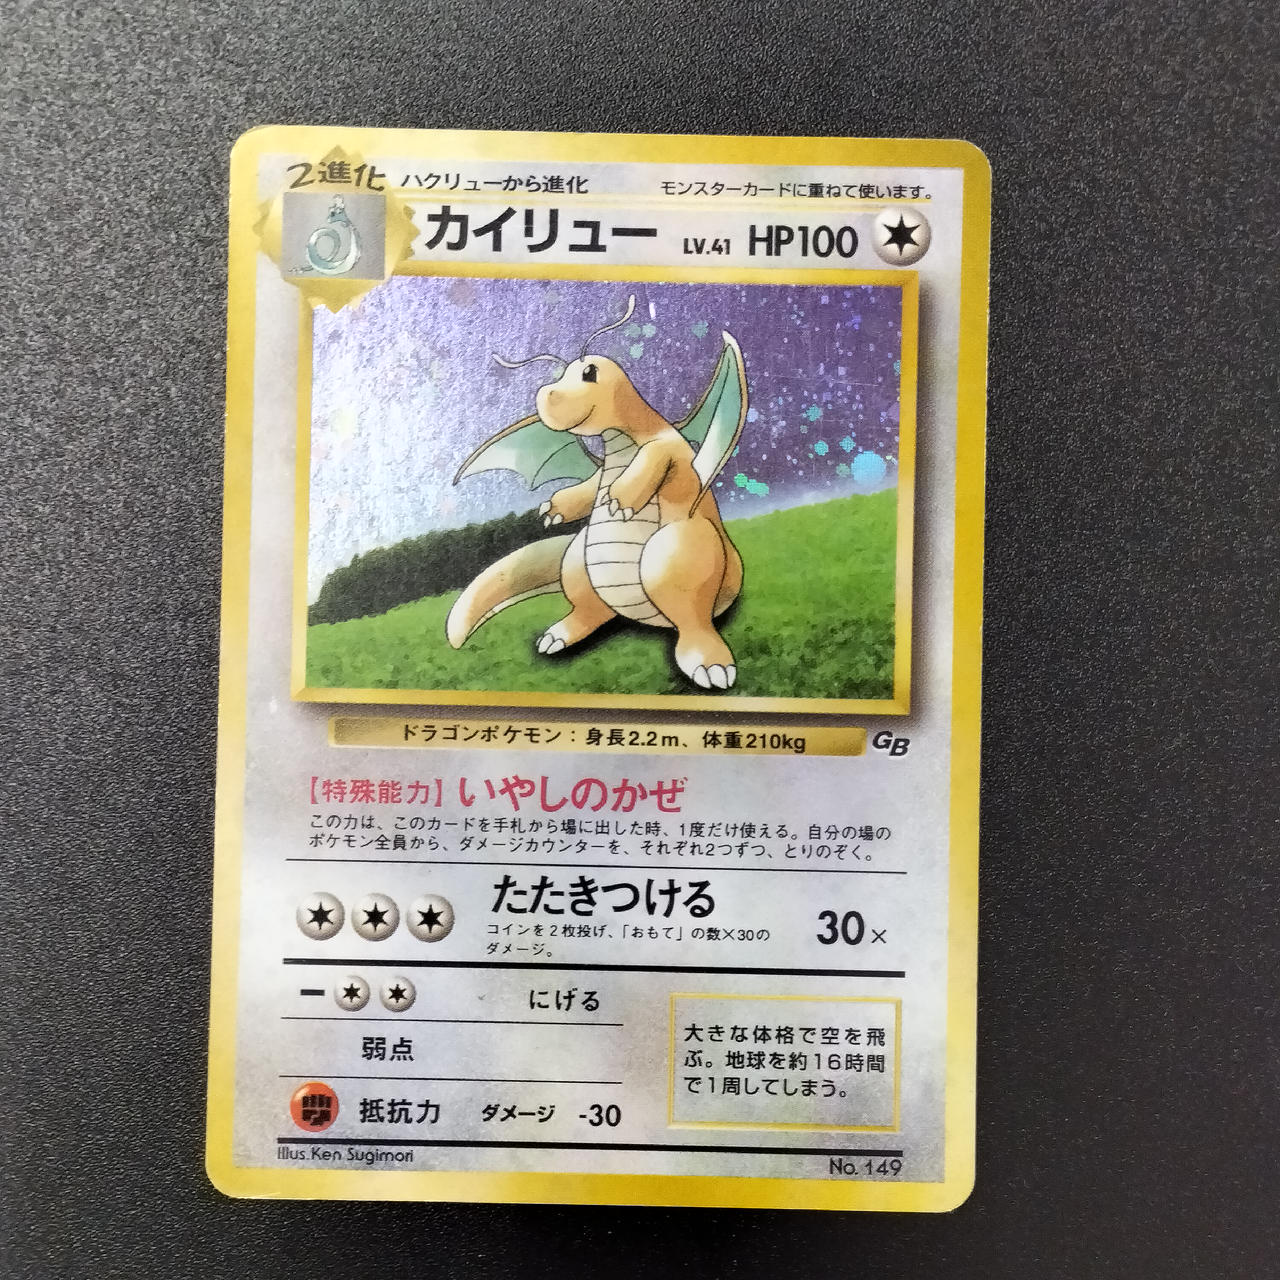 2進化
ハクリューから進化
モンスターカードに重ねて使います。
カイリュー LV.41 HP100
ドラゴンポケモン：身長2.2m、体重210kg
GB
【特殊能力】いやしのかぜ
この力は、このカードを手札から場に出した時、1度だけ使える。自分の場の
ポケモン全員から、ダメージカウンターを、それぞれ2つずつ、とりのぞく。
たたきつける
コインを2枚投げ、「おもて」の数×30の
ダメージ。
30×
にげる
弱点
抵抗力 ダメージ -30
大きな体格で空を飛
ぶ。地球を約16時間
で1周してしまう。
Illus.Ken Sugimori
No.149